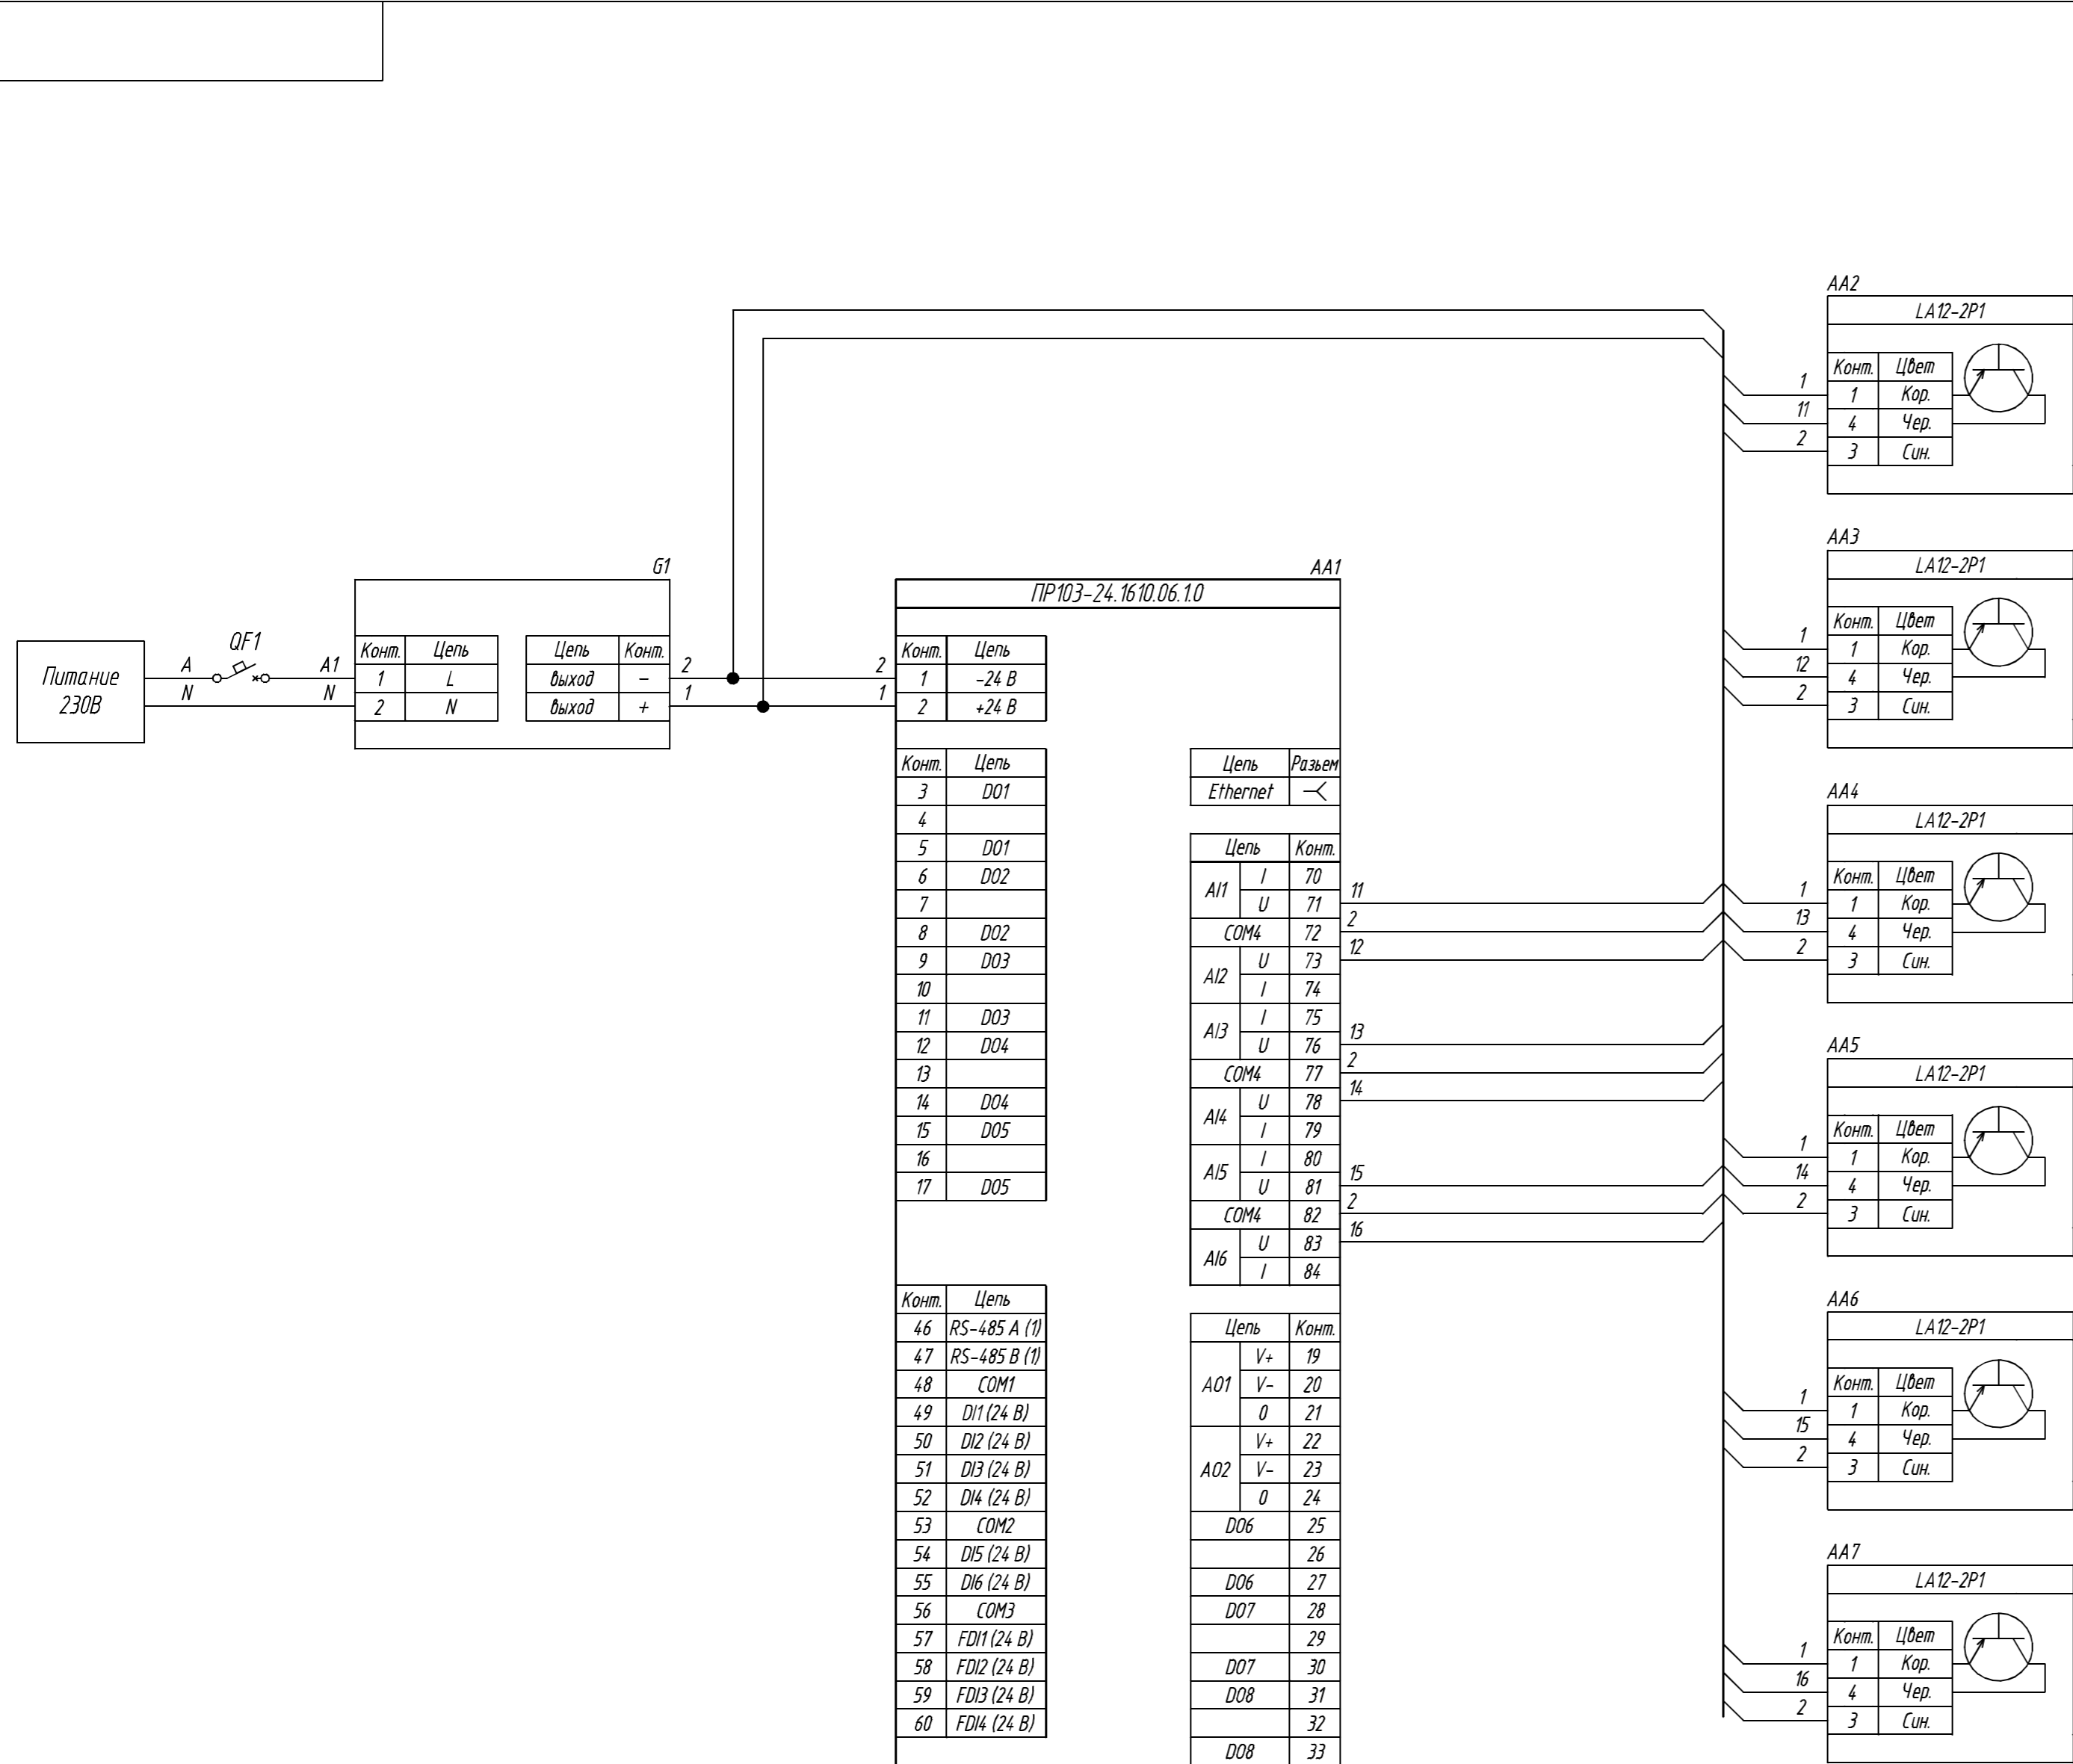 Питание
230В
A
N
QF1
A1
N
G1
Конт. Цепь
1 L
2 N
Цепь Конт.
выход –
выход +
2
1
2
1
AA1
ПР103-24.1610.06.1.0
Конт. Цепь
1 -24 В
2 +24 В
Конт. Цепь
3 DO1
4
5 DO1
6 DO2
7
8 DO2
9 DO3
10
11 DO3
12 DO4
13
14 DO4
15 DO5
16
17 DO5
Конт. Цепь
46 RS-485 A (1)
47 RS-485 B (1)
48 COM1
49 DI1 (24 В)
50 DI2 (24 В)
51 DI3 (24 В)
52 DI4 (24 В)
53 COM2
54 DI5 (24 В)
55 DI6 (24 В)
56 COM3
57 FDI1 (24 В)
58 FDI2 (24 В)
59 FDI3 (24 В)
60 FDI4 (24 В)
Цепь Разьем
Ethernet
Цепь Конт.
AI1 I 70
U 71
COM4 72
AI2 U 73
I 74
AI3 I 75
U 76
COM4 77
AI4 U 78
I 79
AI5 I 80
U 81
COM4 82
AI6 U 83
I 84
11
2
12
13
2
14
15
2
16
Цепь Конт.
AO1 V+ 19
V- 20
0 21
AO2 V+ 22
V- 23
0 24
DO6 25
26
DO6 27
DO7 28
29
DO7 30
DO8 31
32
DO8 33
AA2
LA12-2P1
Конт. Цвет
1 1 Кор.
11 4 Чер.
2 3 Син.
AA3
LA12-2P1
Конт. Цвет
1 1 Кор.
12 4 Чер.
2 3 Син.
AA4
LA12-2P1
Конт. Цвет
1 1 Кор.
13 4 Чер.
2 3 Син.
AA5
LA12-2P1
Конт. Цвет
1 1 Кор.
14 4 Чер.
2 3 Син.
AA6
LA12-2P1
Конт. Цвет
1 1 Кор.
15 4 Чер.
2 3 Син.
AA7
LA12-2P1
Конт. Цвет
1 1 Кор.
16 4 Чер.
2 3 Син.